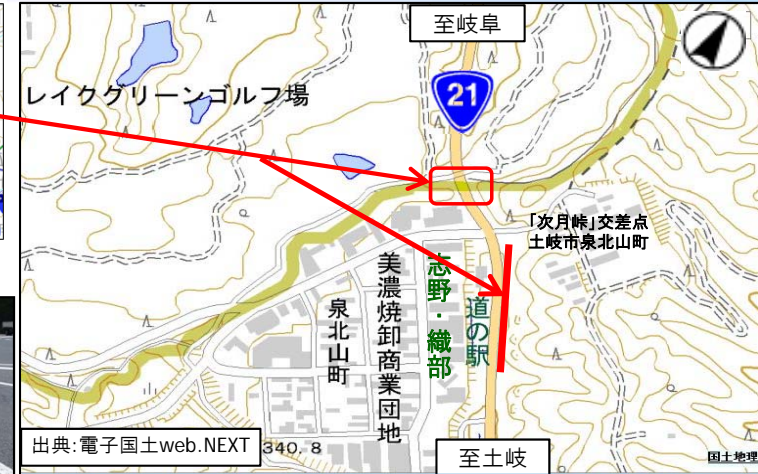 至岐阜
レイクグリーンゴルフ場
21
「次月峠」交差点
土岐市泉北山町
志野・織部
道の駅
美濃焼卸商業団地
泉北山町
出典:電子国土web.NEXT
340.8
至土岐
国土地理